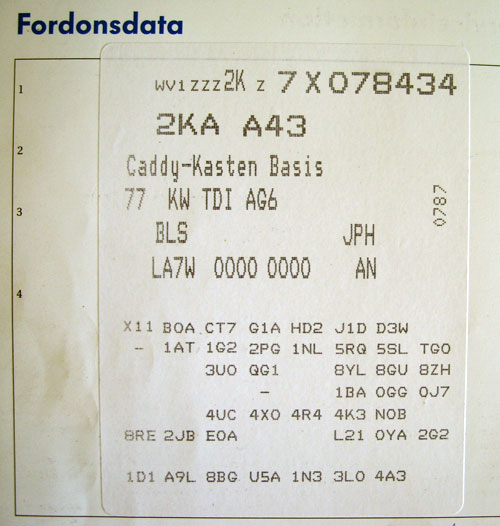 Fordonsdata
1
WV1ZZZ2K Z 7X078434
2KA A43
2
Caddy-Kasten Basis
77 KW TDI AG6
3
0787
BLS JPH
LA7W 0000 0000 AN
4
X11 B0A CT7 G1A HD2 J1D D3W
- 1AT 1G2 2PG 1NL 5RQ 5SL TG0
3U0 QG1 8YL 8GU 8ZH
- 1BA 0GG 0J7
4UC 4X0 4R4 4K3 N0B
8RE 2JB E0A L21 0YA 2G2
1D1 A9L 8BG U5A 1N3 3L0 4A3